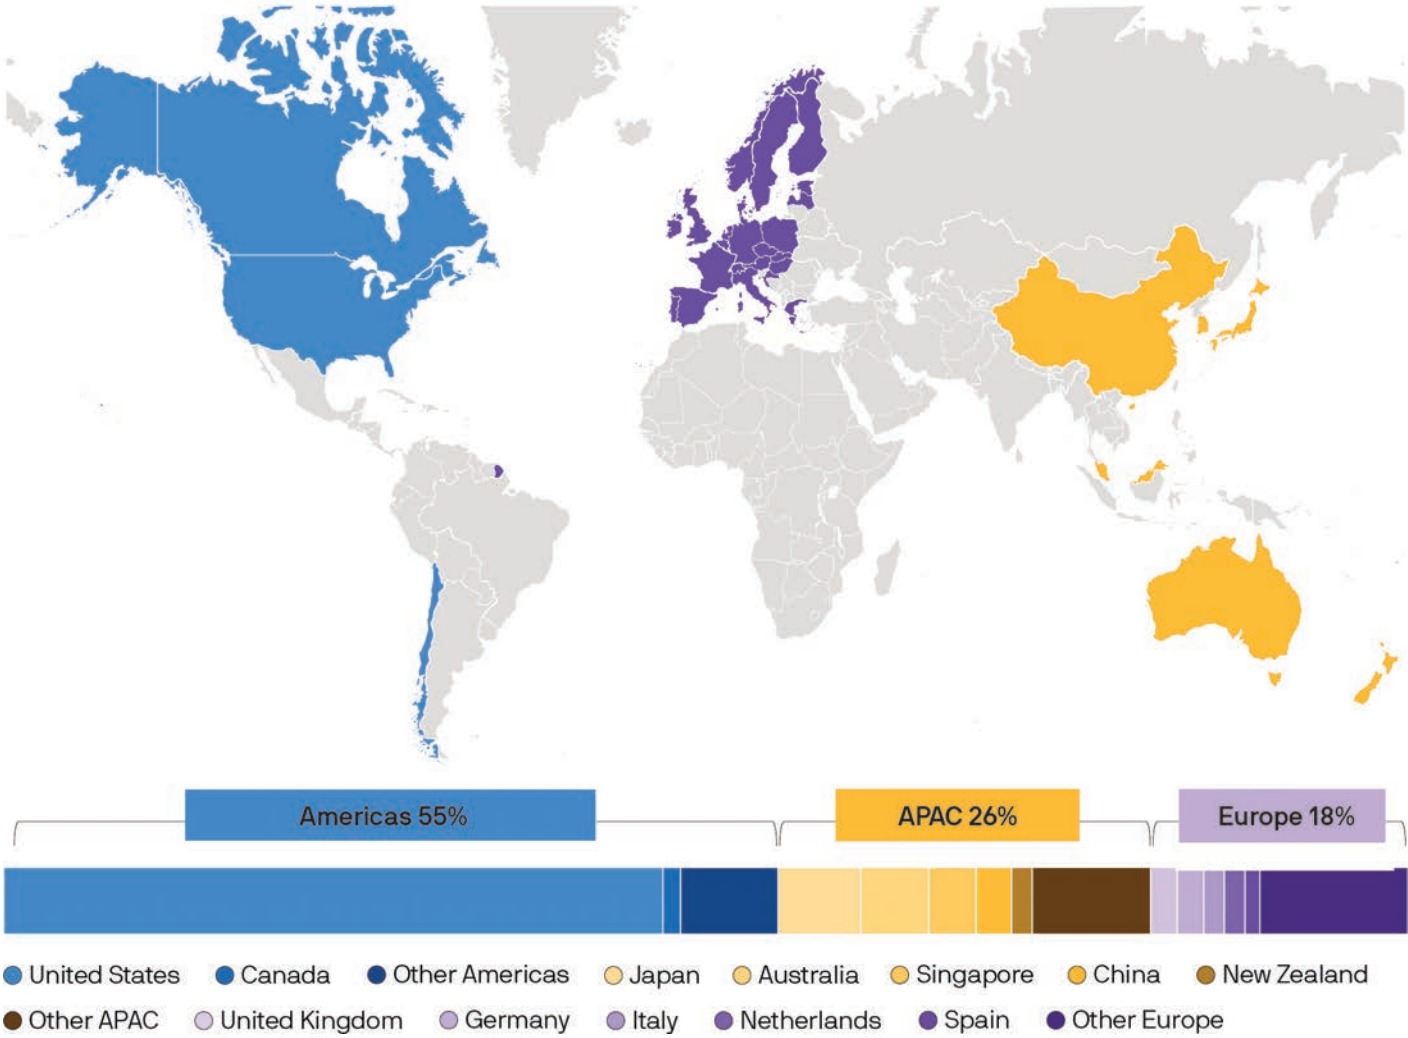 Americas 55%
APAC 26%
Europe 18%
United States
Canada
Other Americas
Japan
Australia
Singapore
China
New Zealand
Other APAC
United Kingdom
Germany
Italy
Netherlands
Spain
Other Europe